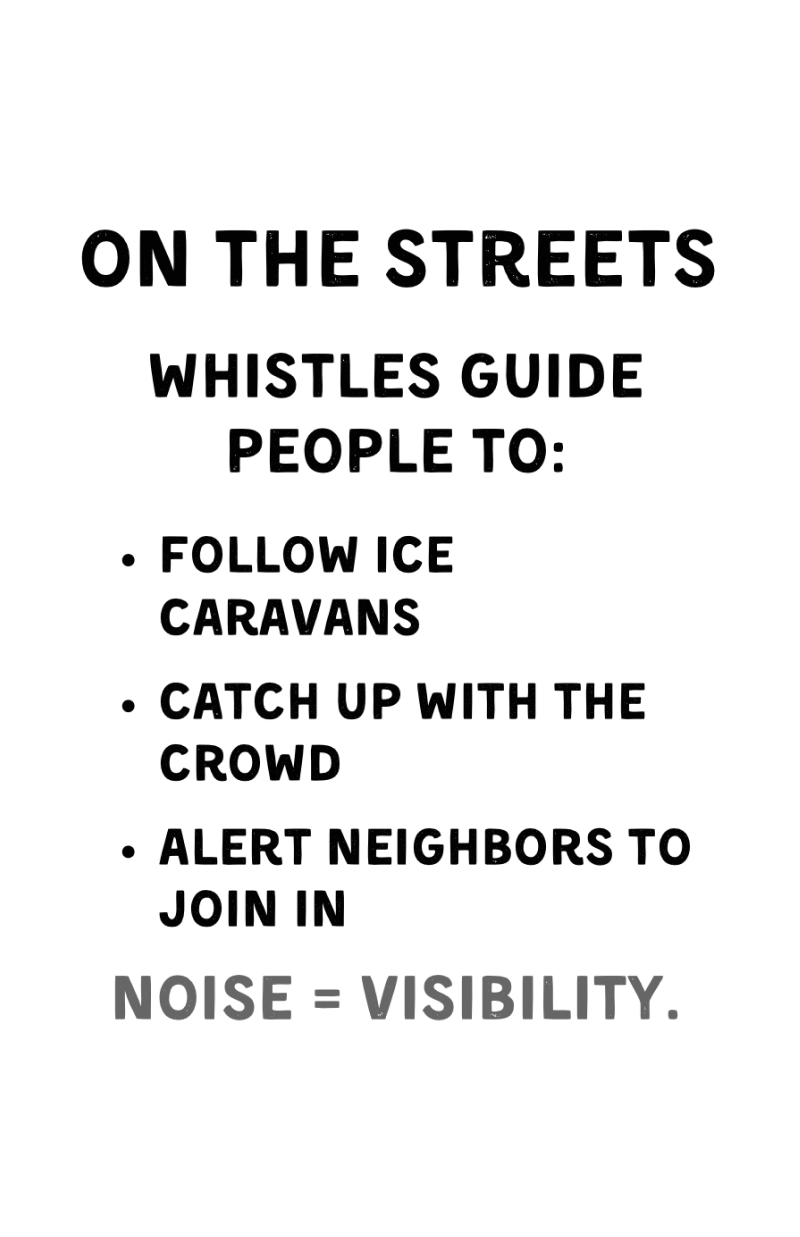 ON THE STREETS
WHISTLES GUIDE
PEOPLE TO:
• FOLLOW ICE
CARAVANS
• CATCH UP WITH THE
CROWD
• ALERT NEIGHBORS TO
JOIN IN
NOISE = VISIBILITY.